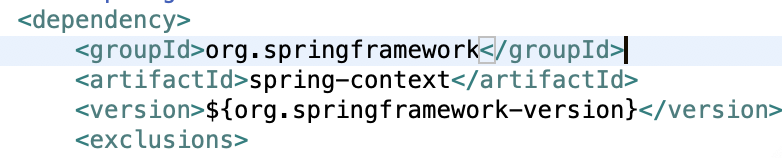 <dependency>
<groupId>org.springframework</groupId>
<artifactId>spring-context</artifactId>
<version>${org.springframework-version}</version>
<exclusions>